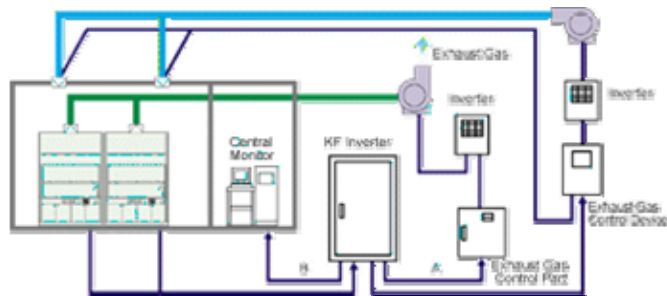 Exhaust Gas
Inverter
Inverter
Central
Monitor
KF Inverter
Exhaust Gas
Control Device
B
A
Exhaust Gas
Control Part